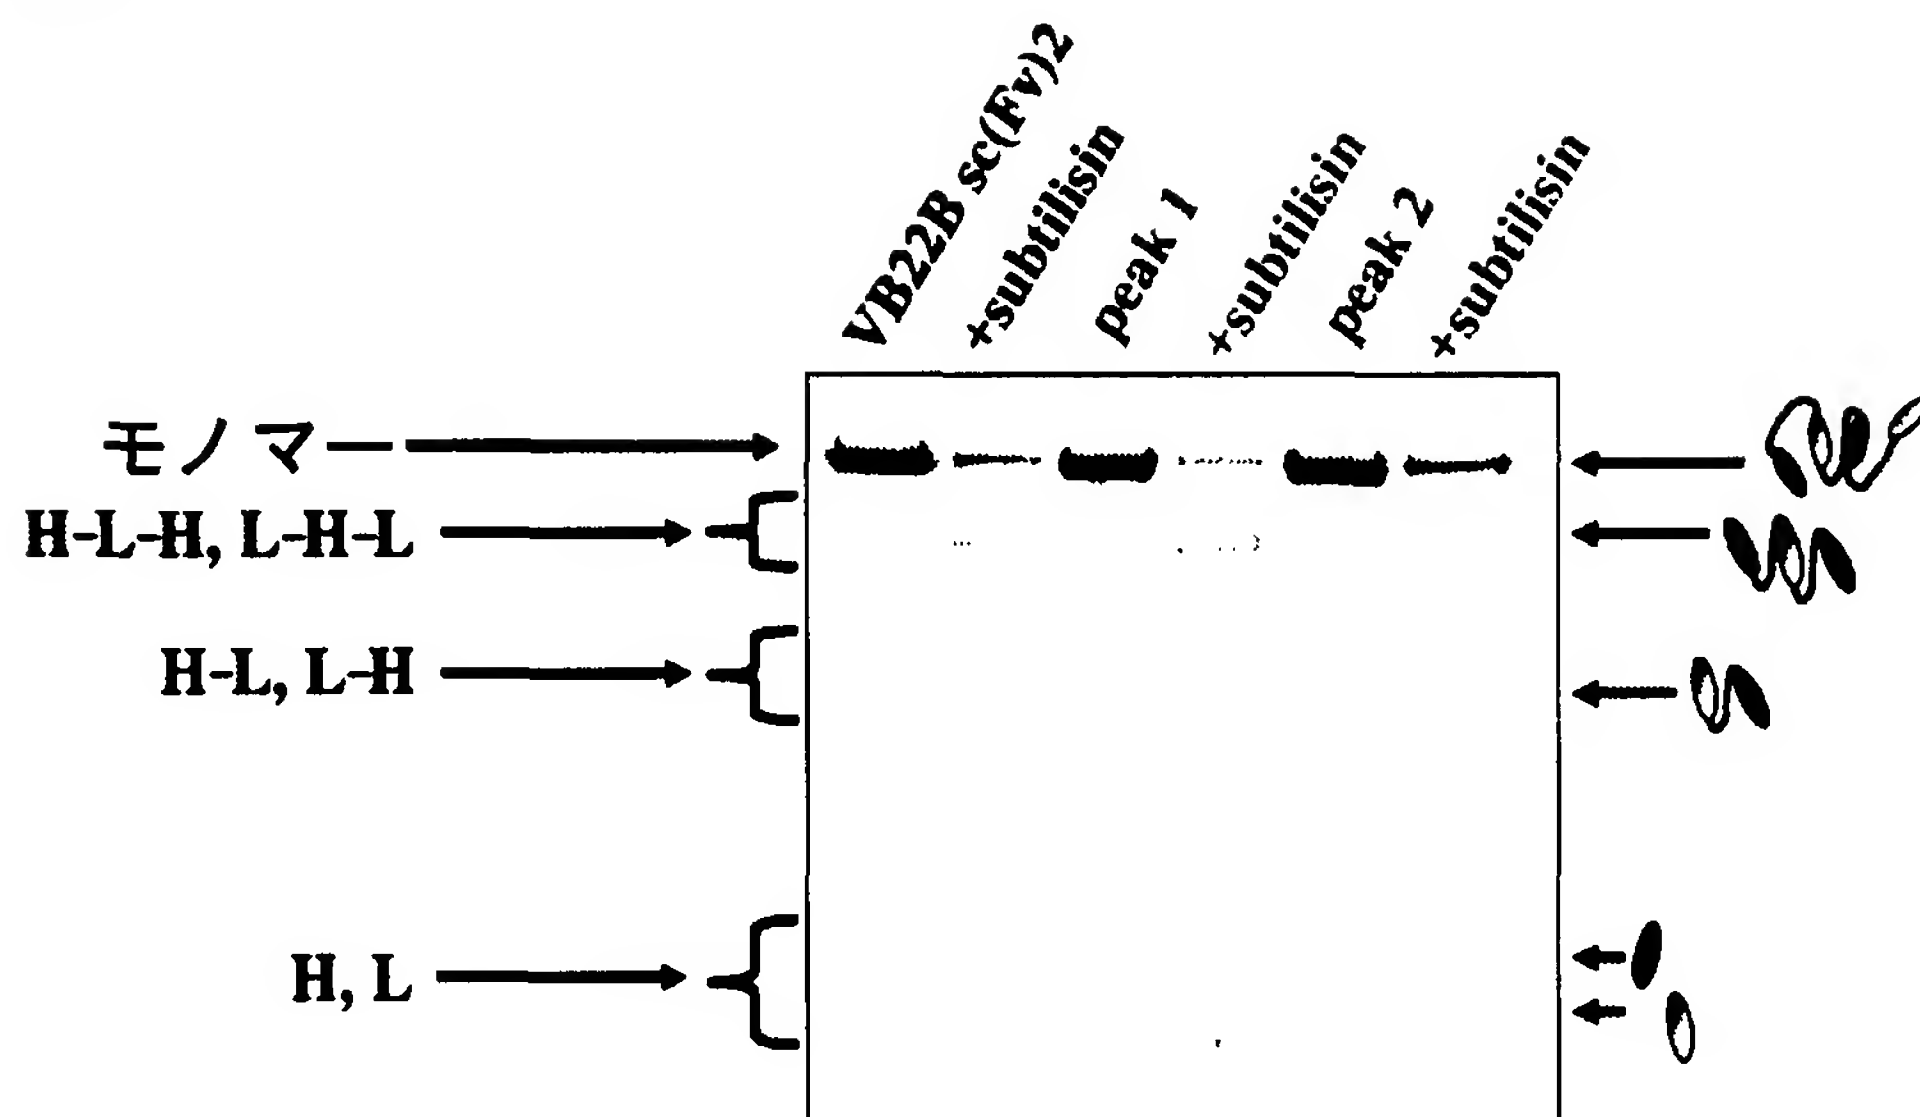 VB22B sc(Fv)2
+subtilisin
peak 1
+subtilisin
peak 2
+subtilisin
モノマー
H-L-H, L-H-L
H-L, L-H
H, L